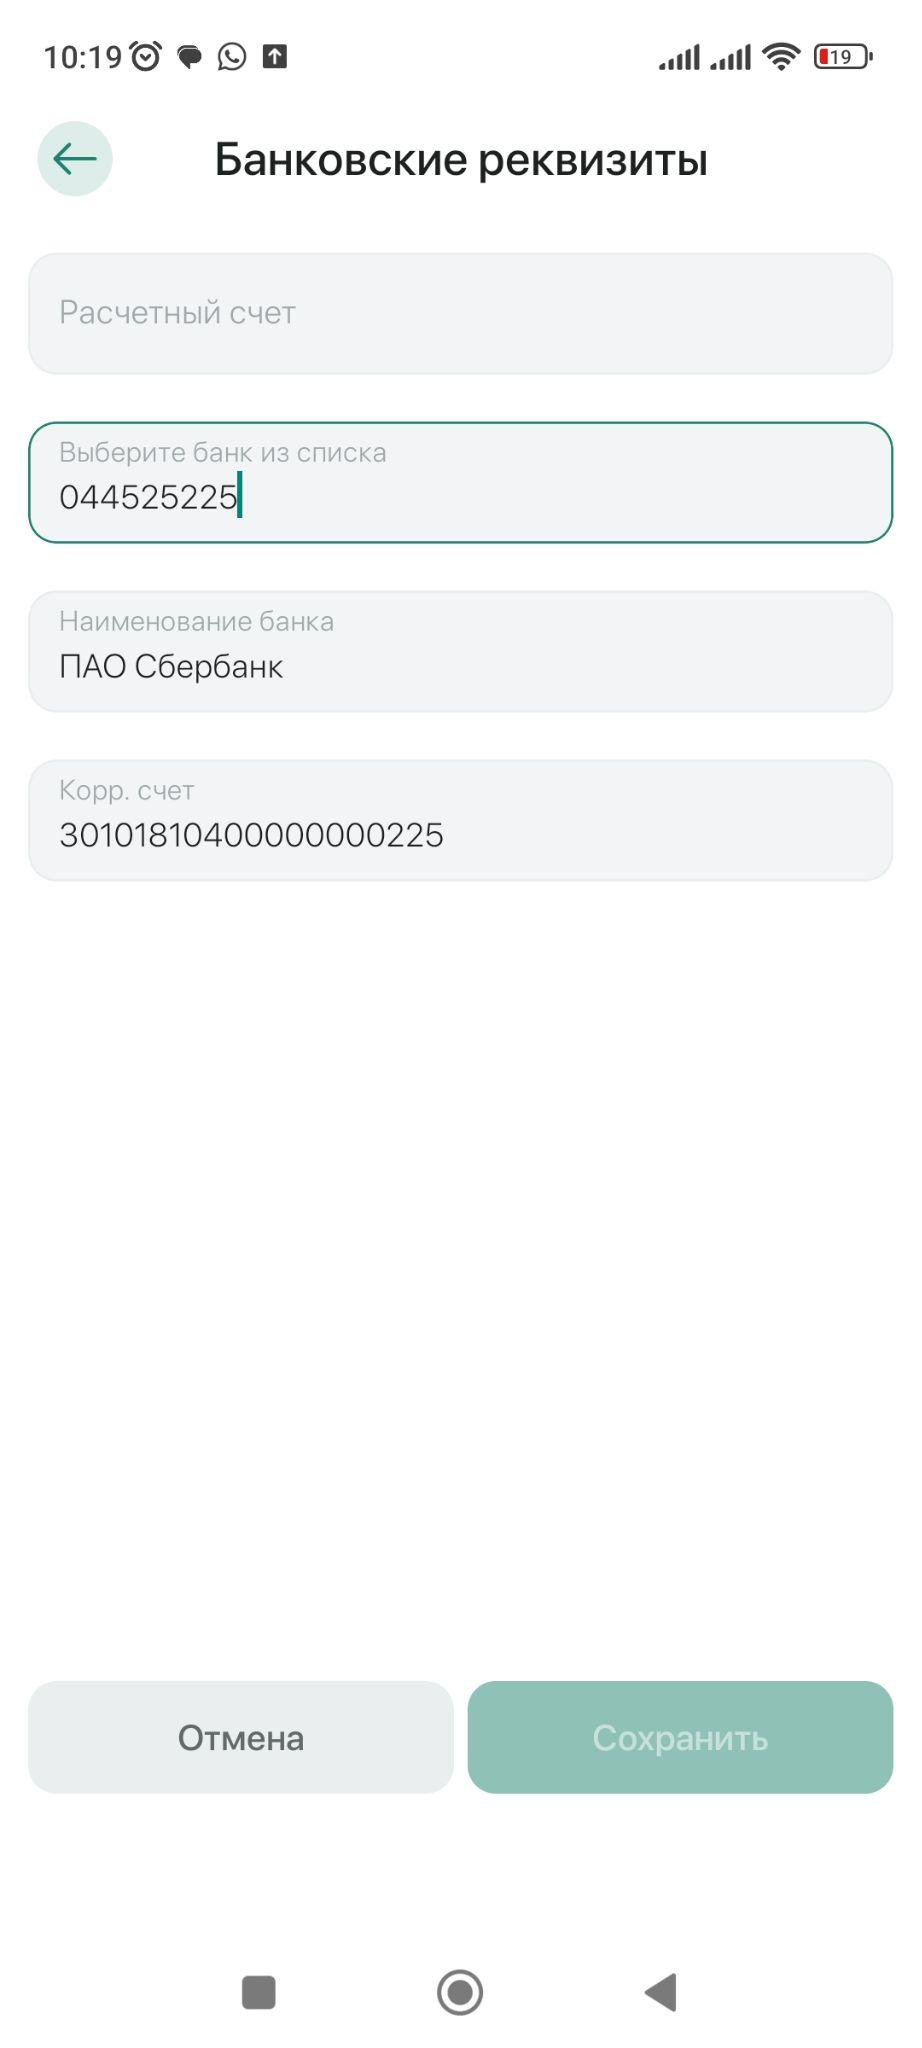 10:19
19
Банковские реквизиты
Расчетный счет
Выберите банк из списка
044525225
Наименование банка
ПАО Сбербанк
Корр. счет
30101810400000000225
Отмена
Сохранить